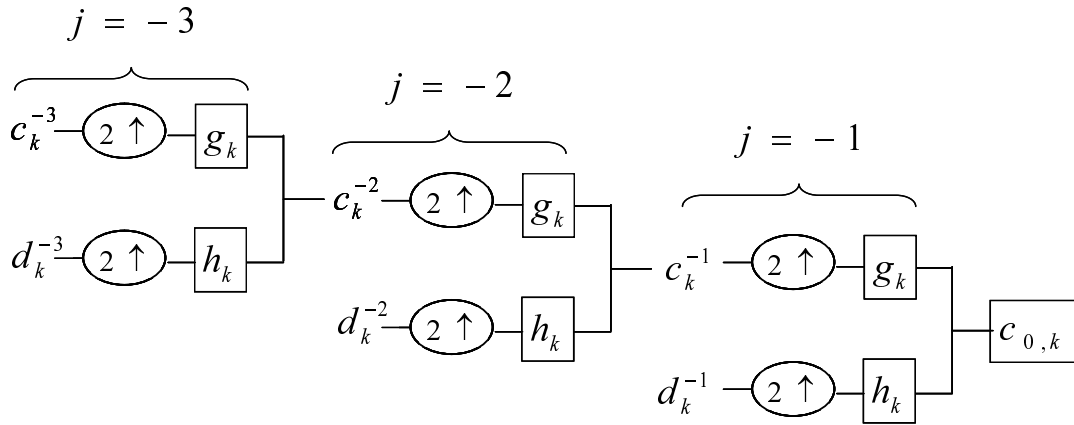 j = − 3
c_k^{-3} 2 ↑ g_k
d_k^{-3} 2 ↑ h_k
j = − 2
c_k^{-2} 2 ↑ g_k
d_k^{-2} 2 ↑ h_k
j = − 1
c_k^{-1} 2 ↑ g_k
d_k^{-1} 2 ↑ h_k
c_{0,k}